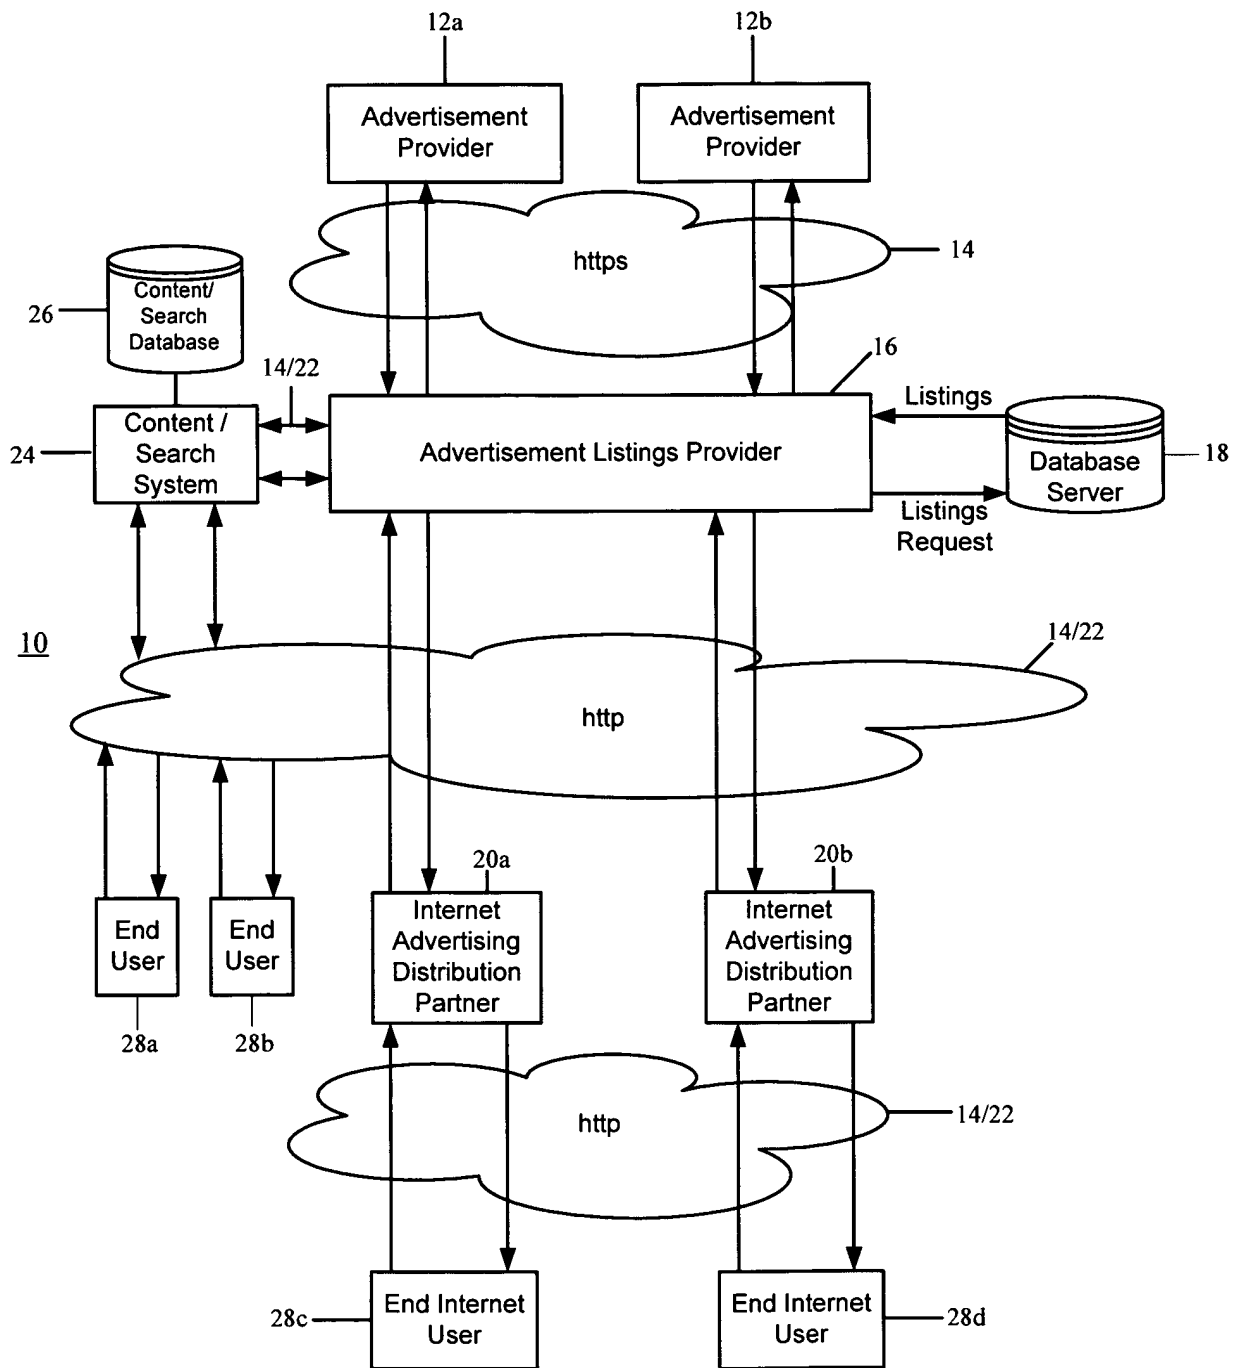 12a
12b
Advertisement
Provider
Advertisement
Provider
https
14
Content/
Search
Database
26
14/22
16
Listings
Content /
Search
System
24
Advertisement Listings Provider
Database
Server
18
Listings
Request
10
14/22
http
20a
20b
End
User
End
User
Internet
Advertising
Distribution
Partner
Internet
Advertising
Distribution
Partner
28a
28b
http
14/22
End Internet
User
28c
End Internet
User
28d